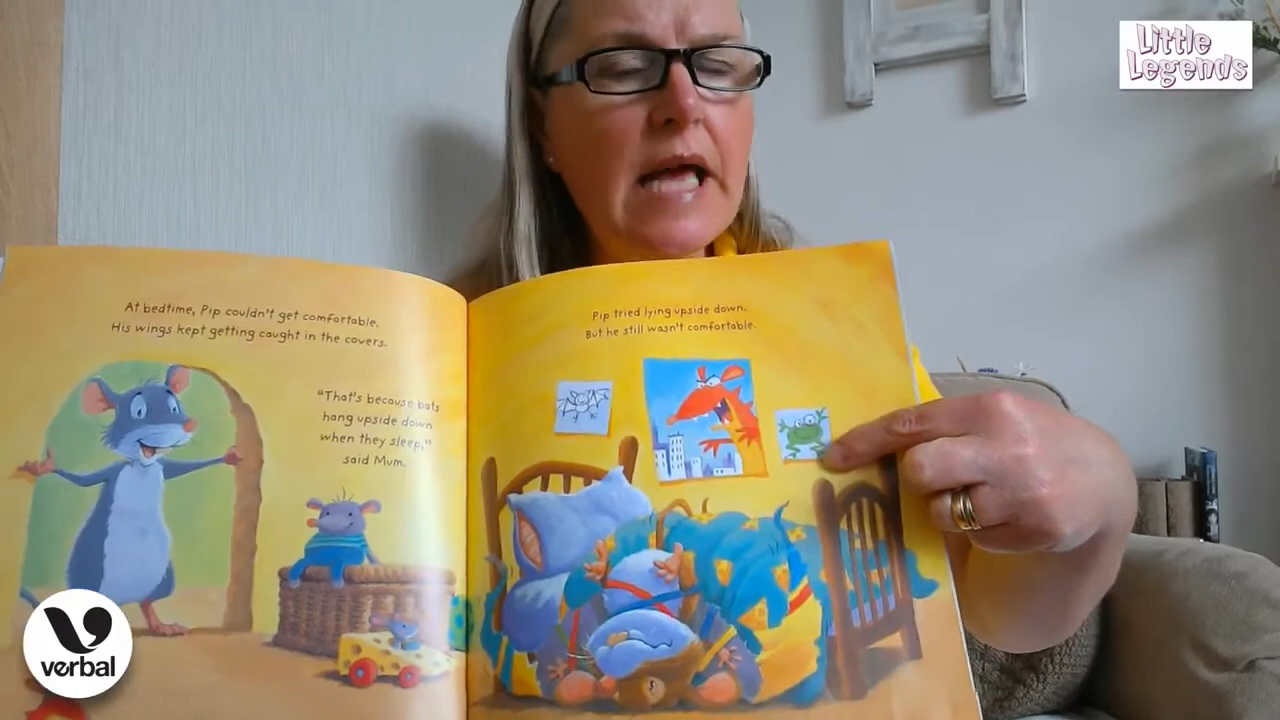 Little
Legends
At bedtime, Pip couldn't get comfortable.
His wings kept getting caught in the covers.
"That's because bats
hang upside down
when they sleep,"
said Mum.
Pip tried lying upside down.
But he still wasn't comfortable.
verbal